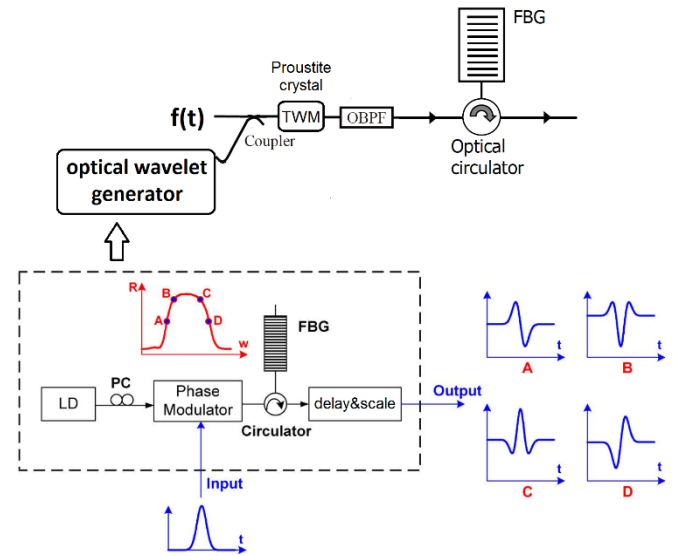 FBG
Proustite
crystal
f(t)
TWM
OBPF
Coupler
Optical
circulator
optical wavelet
generator
R
B
C
A
D
w
FBG
PC
LD
Phase
Modulator
delay&scale
Output
Circulator
Input
t
t
A
t
B
t
C
t
D